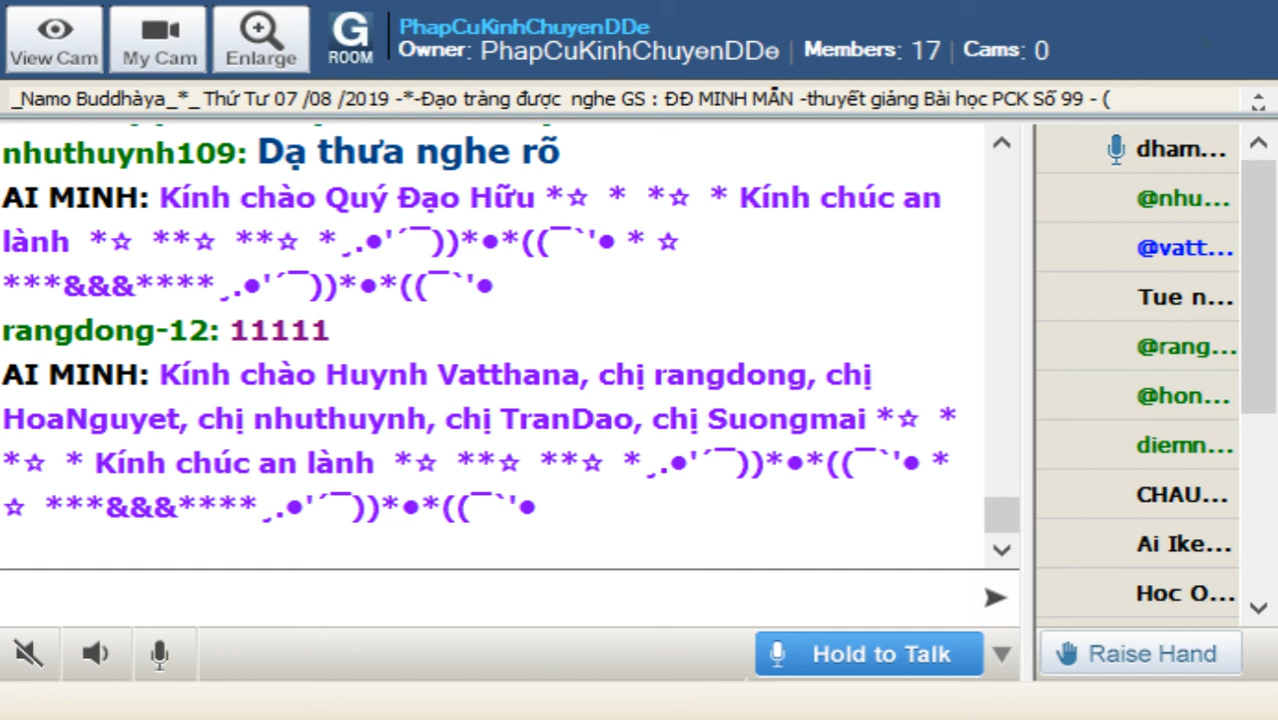 View Cam
My Cam
Enlarge
G
ROOM
PhapCuKinhChuyenDDe
Owner: PhapCuKinhChuyenDDe | Members: 17 | Cams: 0
_Namo Buddhàya_*_ Thứ Tư 07 /08 /2019 -*-Đạo tràng được nghe GS : ĐĐ MINH MẪN -thuyết giảng Bài học PCK Số 99 - (
nhuthuynh109: Dạ thưa nghe rõ
AI MINH: Kính chào Quý Đạo Hữu *☆ * *☆ * Kính chúc an
lành *☆ **☆ **☆ *¸.●'´¯))*●*((¯`'● * ☆
***&&&****¸.●'´¯))*●*((¯`'●
rangdong-12: 11111
AI MINH: Kính chào Huynh Vatthana, chị rangdong, chị
HoaNguyet, chị nhuthuynh, chị TranDao, chị Suongmai *☆ *
*☆ * Kính chúc an lành *☆ **☆ **☆ *¸.●'´¯))*●*((¯`'● *
☆ ***&&&****¸.●'´¯))*●*((¯`'●
dham...
@nhu...
@vatt...
Tue n...
@rang...
@hon...
diemn...
CHAU...
Ai Ike...
Hoc O...
Hold to Talk
Raise Hand